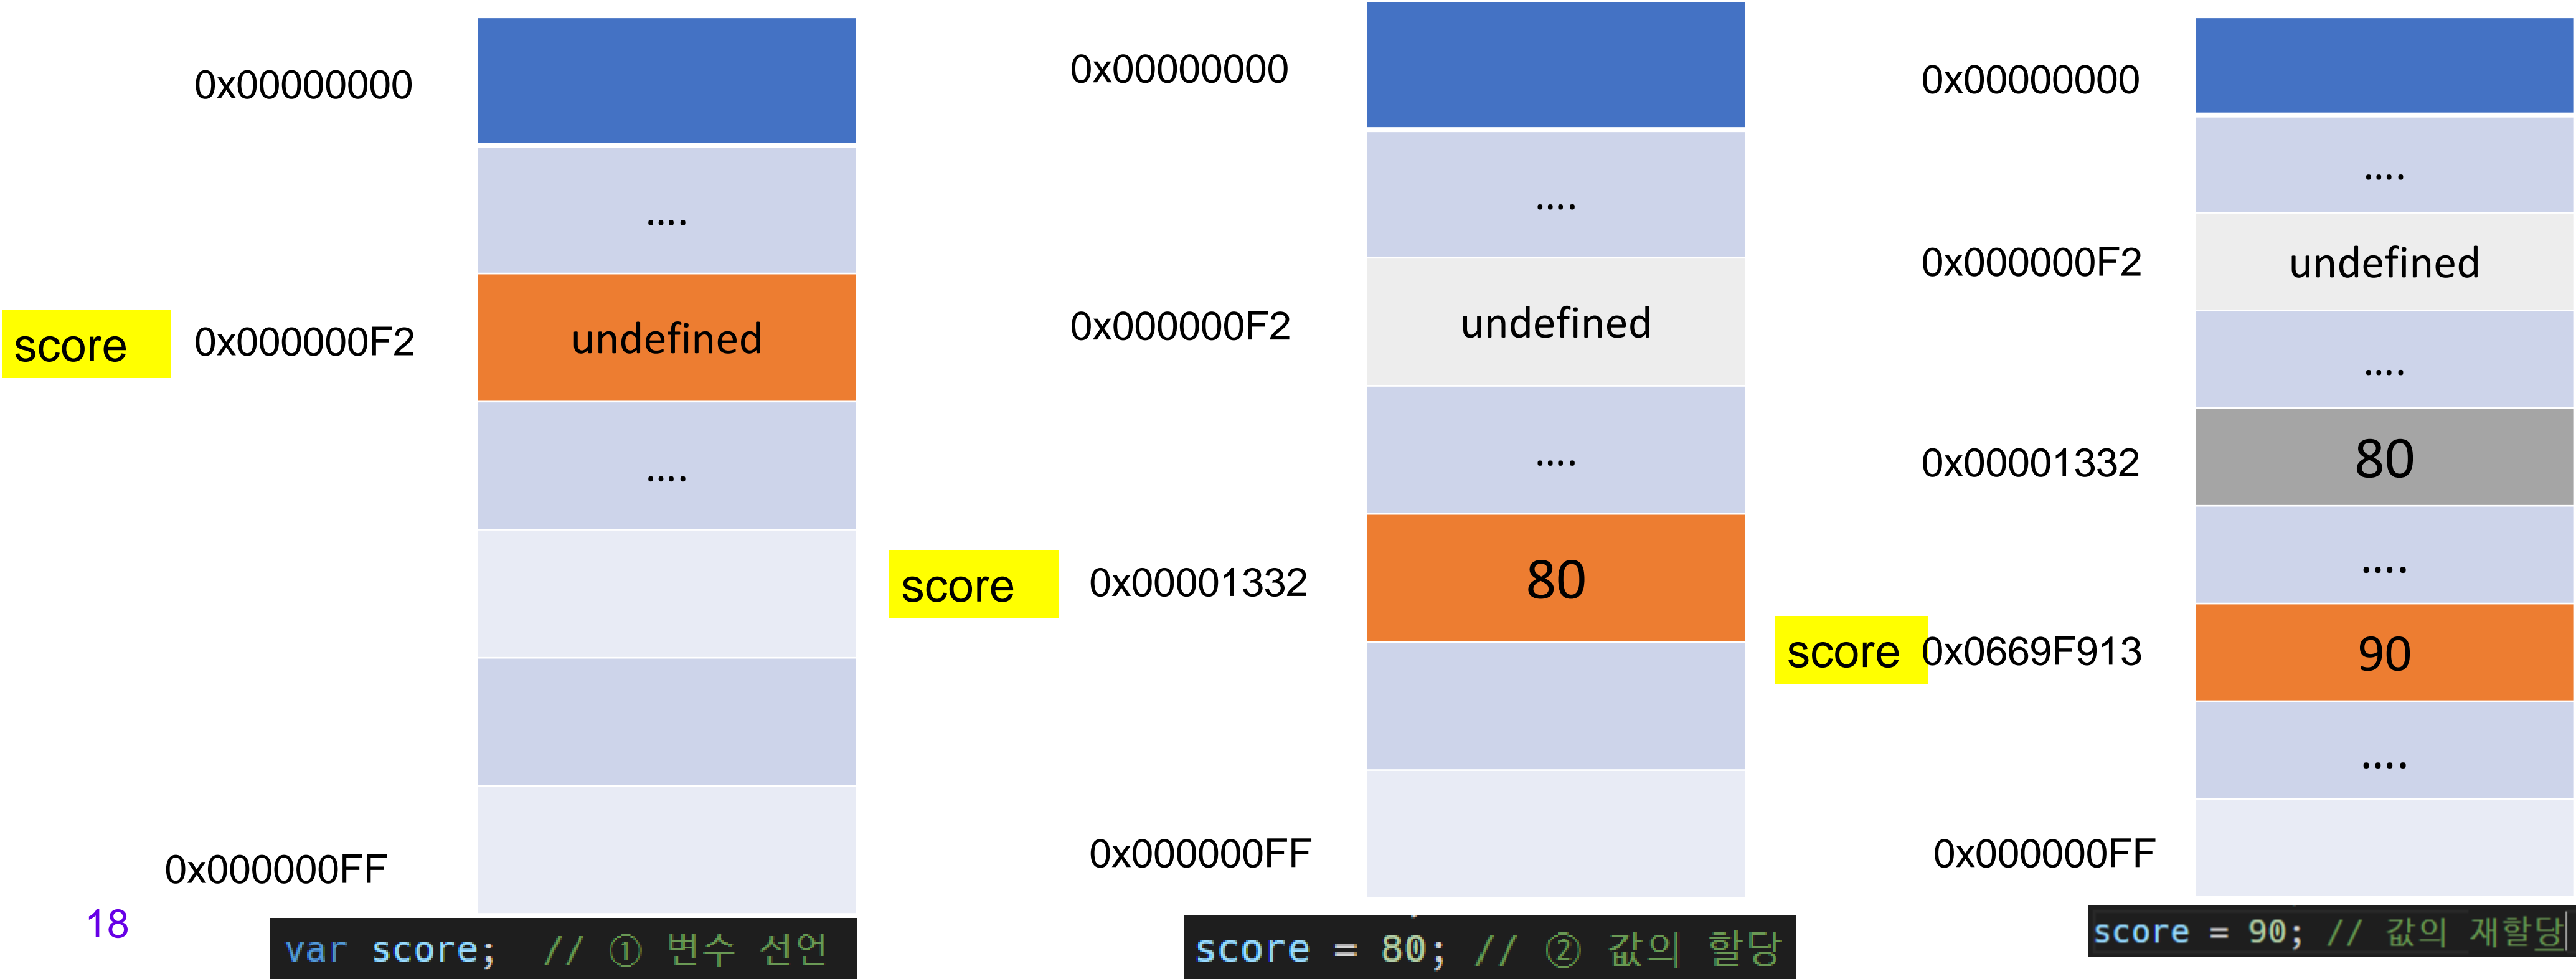 0x00000000
....
score 0x000000F2 undefined
....
0x000000FF
18
var score; // ① 변수 선언
0x00000000
....
0x000000F2 undefined
....
score 0x00001332 80
0x000000FF
score = 80; // ② 값의 할당
0x00000000
....
0x000000F2 undefined
....
0x00001332 80
....
score 0x0669F913 90
....
0x000000FF
score = 90; // 값의 재할당